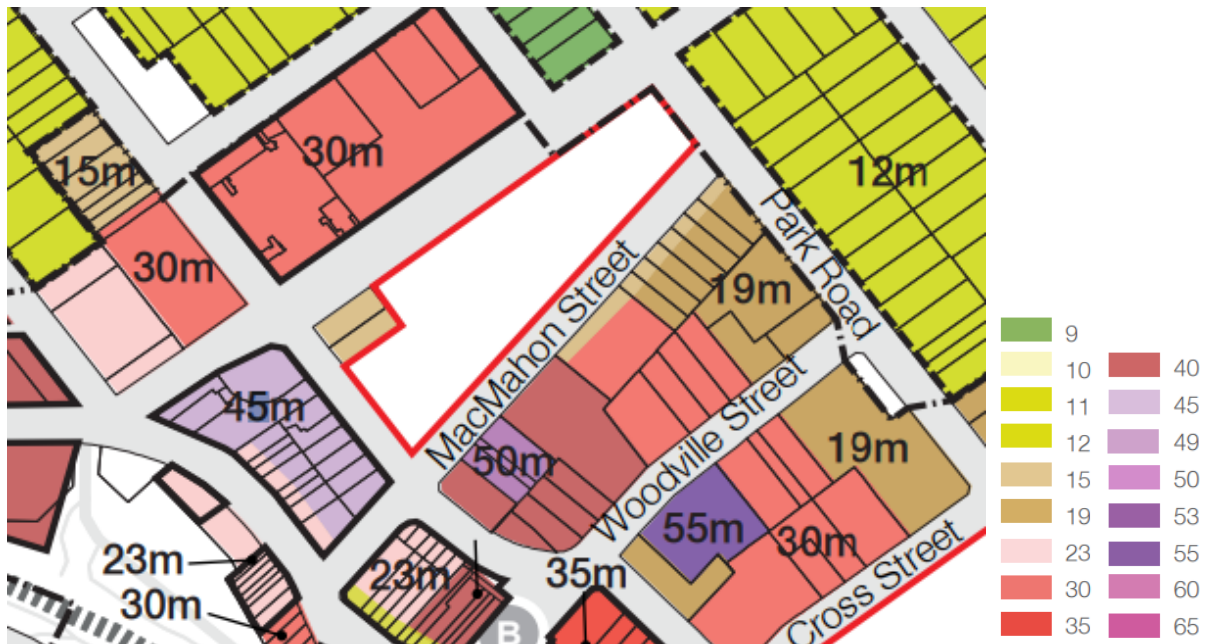 15m
30m
30m
12m
MacMahon Street
Park Road
19m
45m
50m
Woodville Street
19m
55m
30m
23m
23m
30m
35m
B
Cross Street
9
10
11
12
15
19
23
30
35
40
45
49
50
53
55
60
65